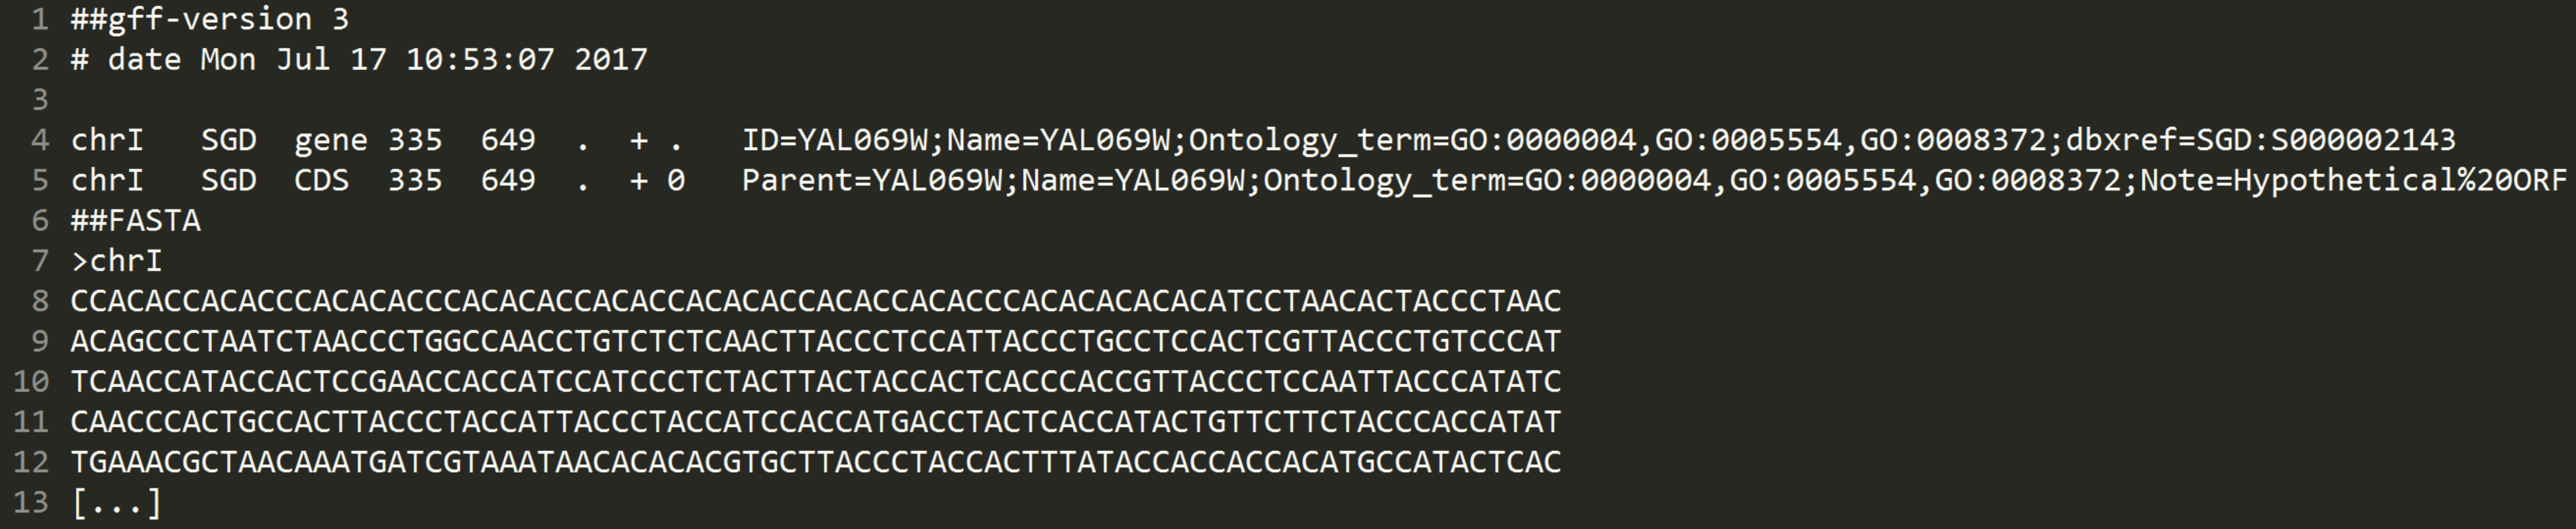 1 ##gff-version 3
2 # date Mon Jul 17 10:53:07 2017
3
4 chrI   SGD  gene 335  649  .  + .   ID=YAL069W;Name=YAL069W;Ontology_term=GO:0000004,GO:0005554,GO:0008372;dbxref=SGD:S000002143
5 chrI   SGD  CDS  335  649  .  + 0   Parent=YAL069W;Name=YAL069W;Ontology_term=GO:0000004,GO:0005554,GO:0008372;Note=Hypothetical%20ORF
6 ##FASTA
7 >chrI
8 CCACACCACACCCACACACCCACACACCACACCACACACCACACCACACCCACACACACACATCCTAACACTACCCTAAC
9 ACAGCCCTAATCTAACCCTGGCCAACCTGTCTCTCAACTTACCCTCCATTACCCTGCCTCCACTCGTTACCCTGTCCCAT
10 TCAACCATACCACTCCGAACCACCATCCATCCCTCTACTTACTACCACTCACCCACCGTTACCCTCCAATTACCCATATC
11 CAACCCACTGCCACTTACCCTACCATTACCCTACCATCCACCATGACCTACTCACCATACTGTTCTTCTACCCACCATAT
12 TGAAACGCTAACAAATGATCGTAAATAACACACACGTGCTTACCCTACCACTTTATACCACCACCACATGCCATACTCAC
13 [...]